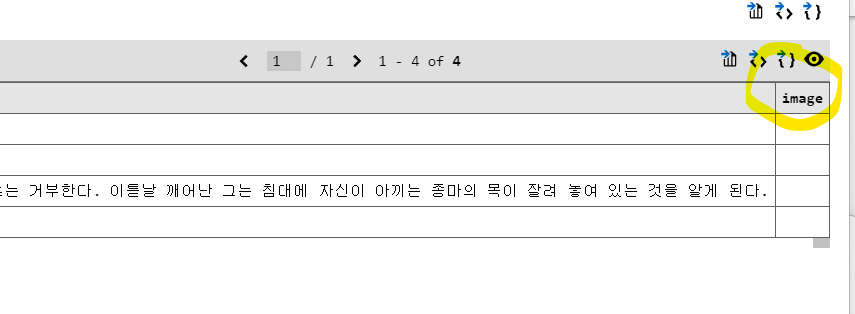 1 / 1 1 - 4 of 4
image
는 거부한다. 이튿날 깨어난 그는 침대에 자신이 아끼는 종마의 목이 잘려 놓여 있는 것을 알게 된다.